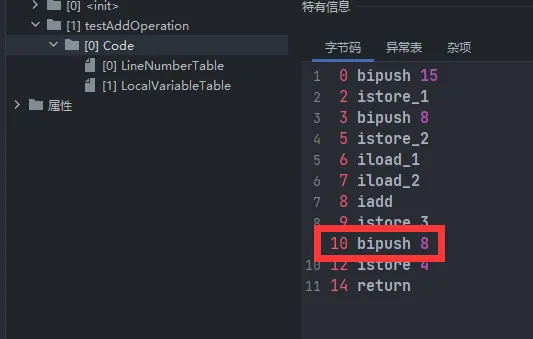 [0] <init>
[1] testAddOperation
[0] Code
[0] LineNumberTable
[1] LocalVariableTable
属性
特有信息
字节码 异常表 杂项
1 0 bipush 15
2 2 istore_1
3 3 bipush 8
4 5 istore_2
5 6 iload_1
6 7 iload_2
7 8 iadd
8 9 istore_3
10 bipush 8
10 12 istore 4
11 14 return